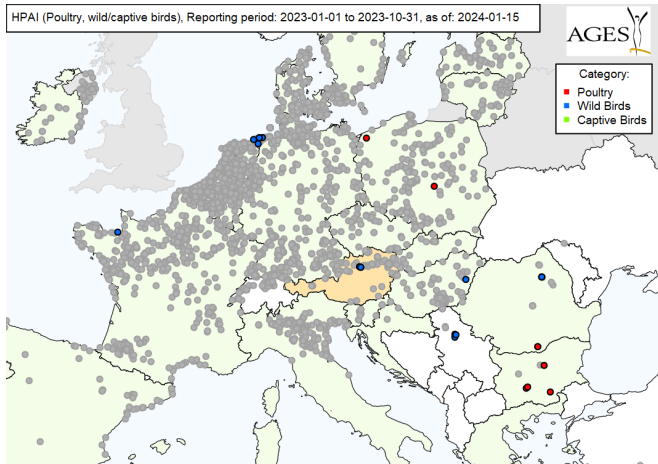 HPAI (Poultry, wild/captive birds), Reporting period: 2023-01-01 to 2023-10-31, as of: 2024-01-15
AGES
Category:
Poultry
Wild Birds
Captive Birds